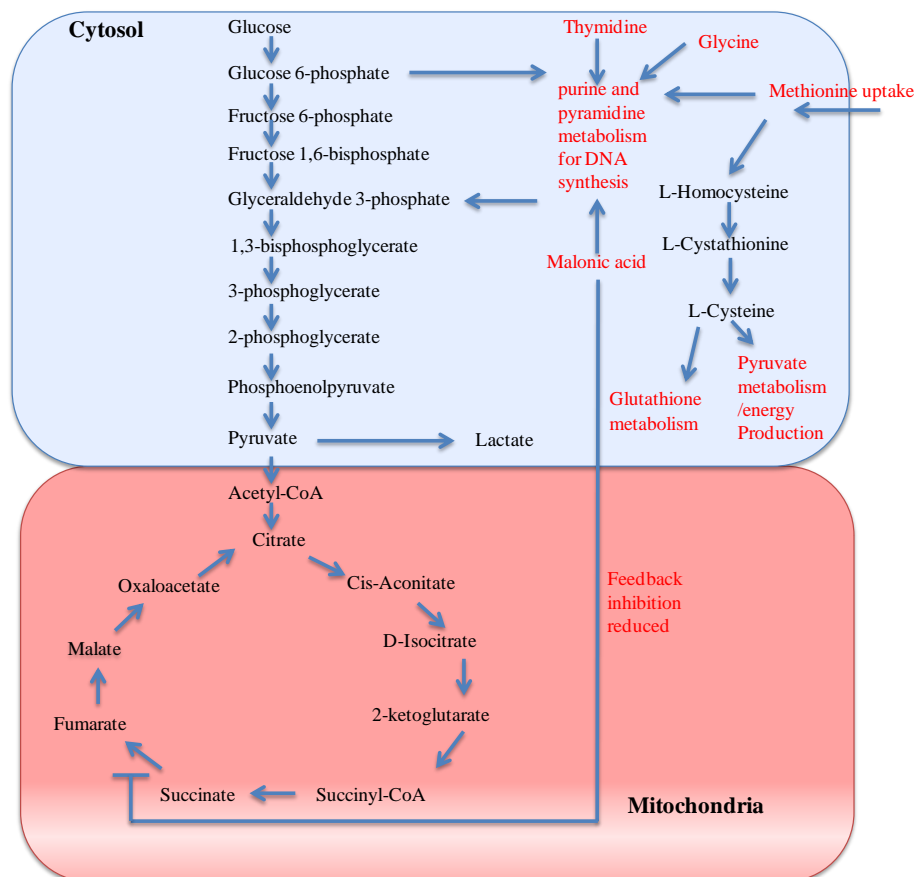 Cytosol
Glucose
Glucose 6-phosphate
Fructose 6-phosphate
Fructose 1,6-bisphosphate
Glyceraldehyde 3-phosphate
1,3-bisphosphoglycerate
3-phosphoglycerate
2-phosphoglycerate
Phosphoenolpyruvate
Pyruvate
Lactate
Thymidine
Glycine
purine and
pyramidine
metabolism
for DNA
synthesis
Methionine uptake
L-Homocysteine
L-Cystathionine
L-Cysteine
Malonic acid
Glutathione
metabolism
Pyruvate
metabolism
/energy
Production
Acetyl-CoA
Citrate
Cis-Aconitate
D-Isocitrate
2-ketoglutarate
Succinyl-CoA
Succinate
Fumarate
Malate
Oxaloacetate
Feedback
inhibition
reduced
Mitochondria